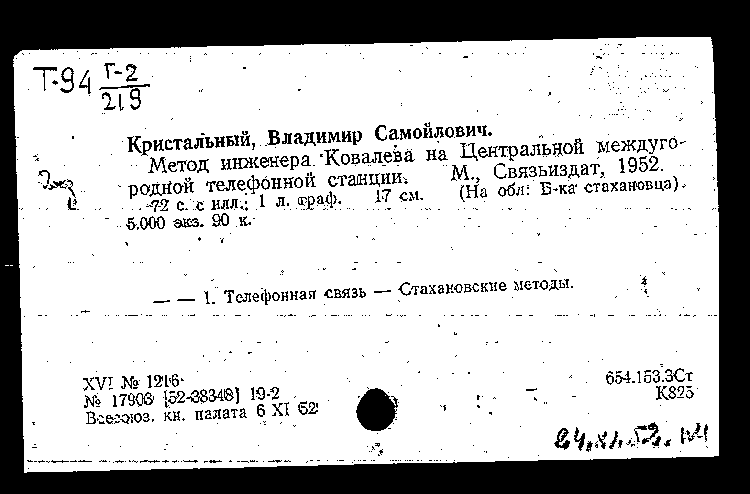 Т-94 Г-2
219
Кристальный, Владимир Самойлович.
Метод инженера Ковалева на Центральной междуго-
родной телефонной станции. М., Связьиздат, 1952.
72 с. с илл.; 1 л. граф. 17 см. (На обл: Б-ка стахановца).
5.000 экз. 90 к.
— — 1. Телефонная связь — Стахановские методы.
XVI № 1216
№ 17908 [52-38348] 19-2
Всесоюз. кн. палата 6 XI 52
654.153.3Ст
К825